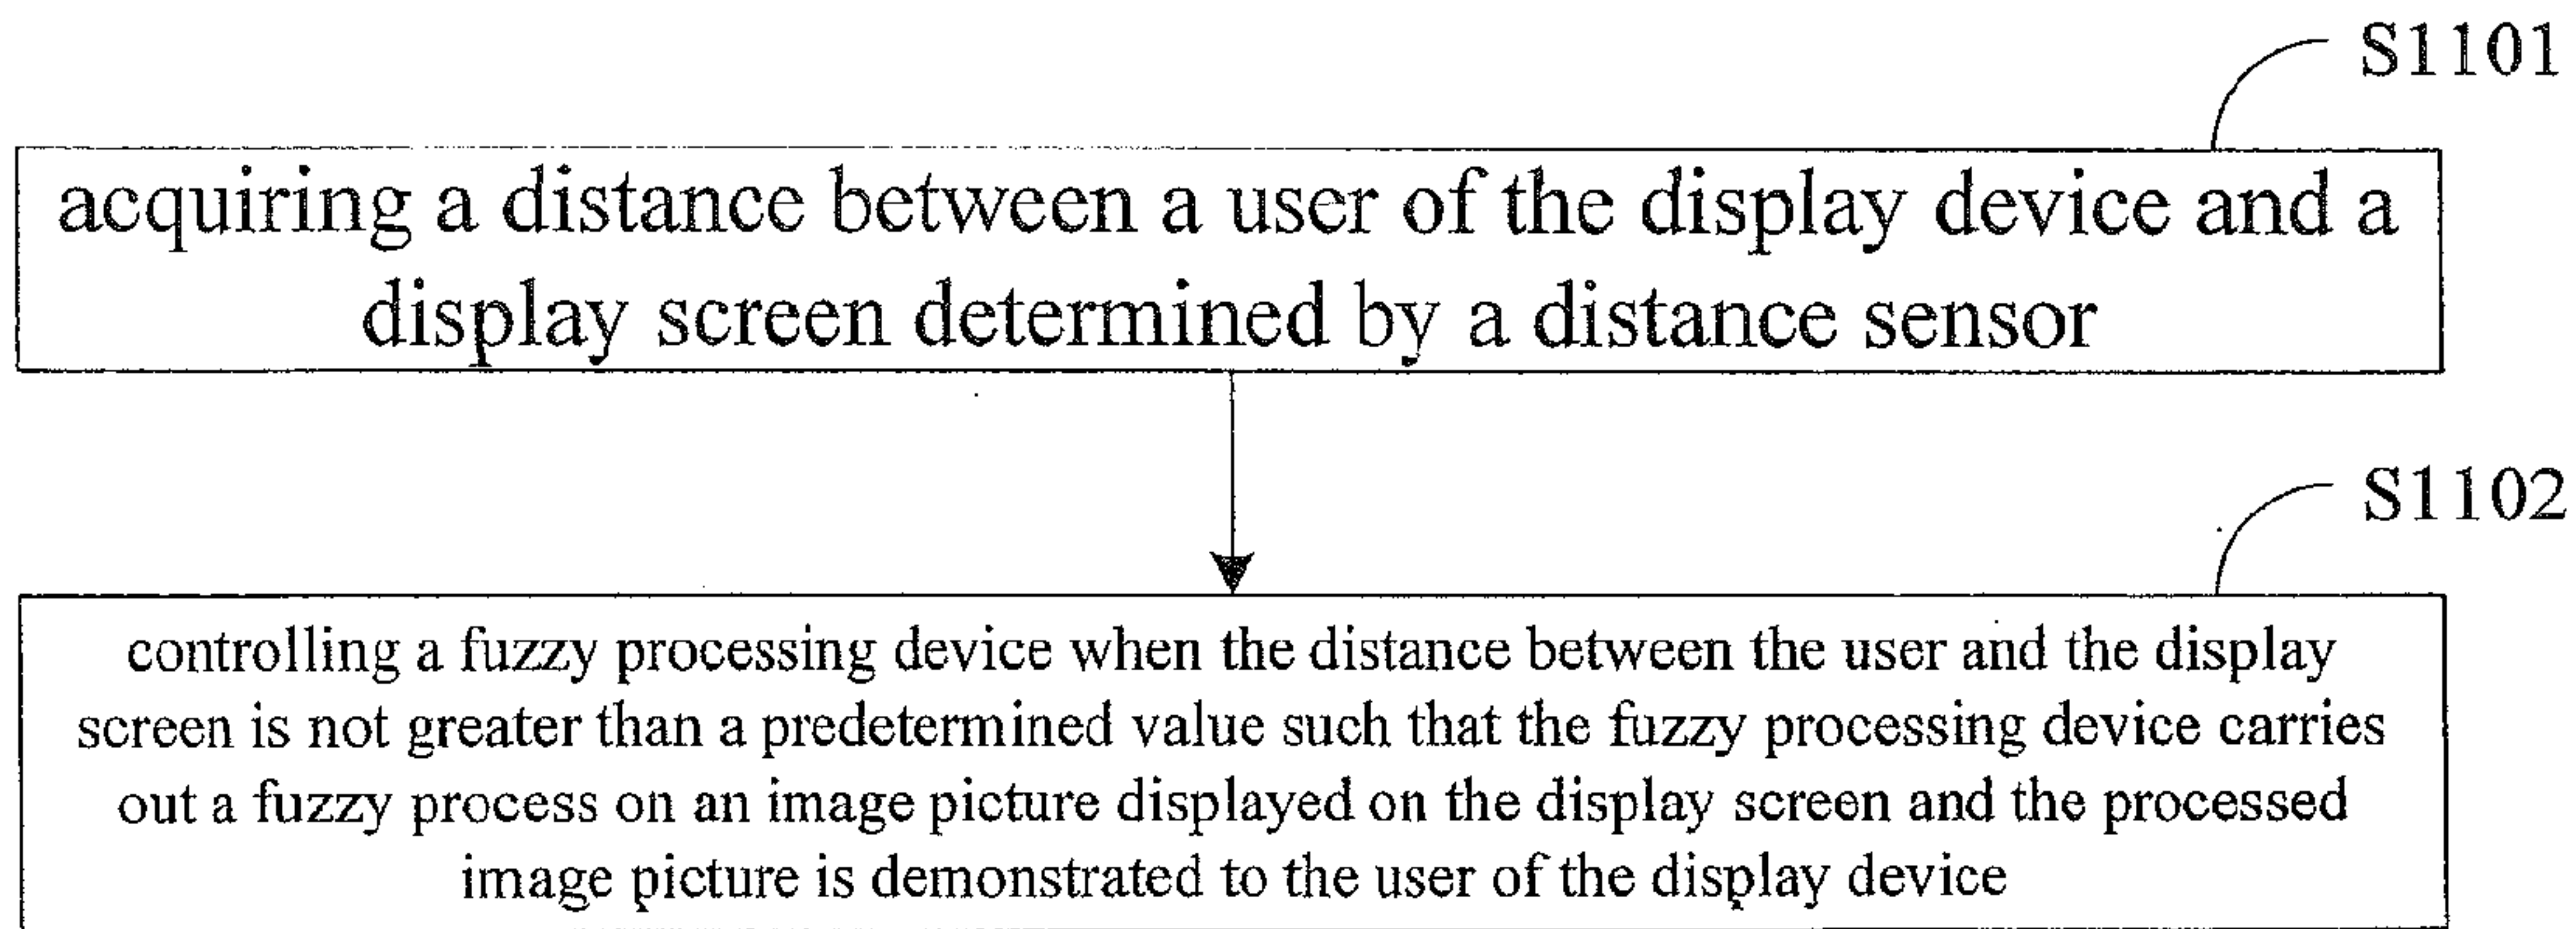 S1101
acquiring a distance between a user of the display device and a
display screen determined by a distance sensor
S1102
controlling a fuzzy processing device when the distance between the user and the display
screen is not greater than a predetermined value such that the fuzzy processing device carries
out a fuzzy process on an image picture displayed on the display screen and the processed
image picture is demonstrated to the user of the display device